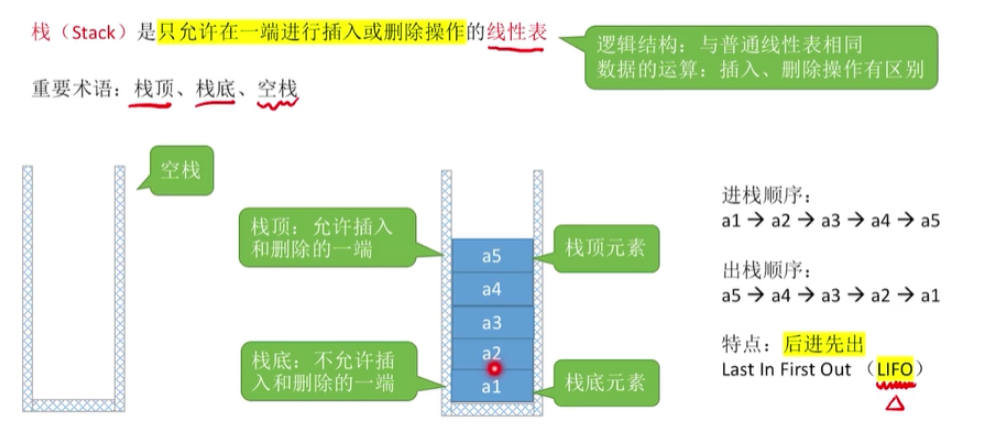 栈（Stack）是只允许在一端进行插入或删除操作的线性表
逻辑结构：与普通线性表相同
数据的运算：插入、删除操作有区别
重要术语：栈顶、栈底、空栈
空栈
栈顶：允许插入
和删除的一端
栈顶元素
a5
a4
a3
a2
a1
栈底：不允许插
入和删除的一端
栈底元素
进栈顺序：
a1 → a2 → a3 → a4 → a5
出栈顺序：
a5 → a4 → a3 → a2 → a1
特点：后进先出
Last In First Out （LIFO）